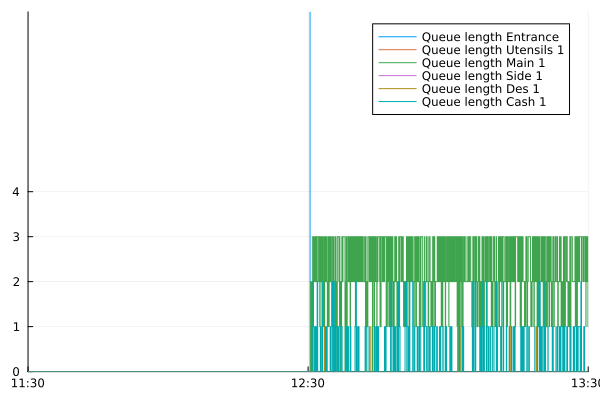 Queue length Entrance
Queue length Utensils 1
Queue length Main 1
Queue length Side 1
Queue length Des 1
Queue length Cash 1
4
3
2
1
0
11:30 12:30 13:30